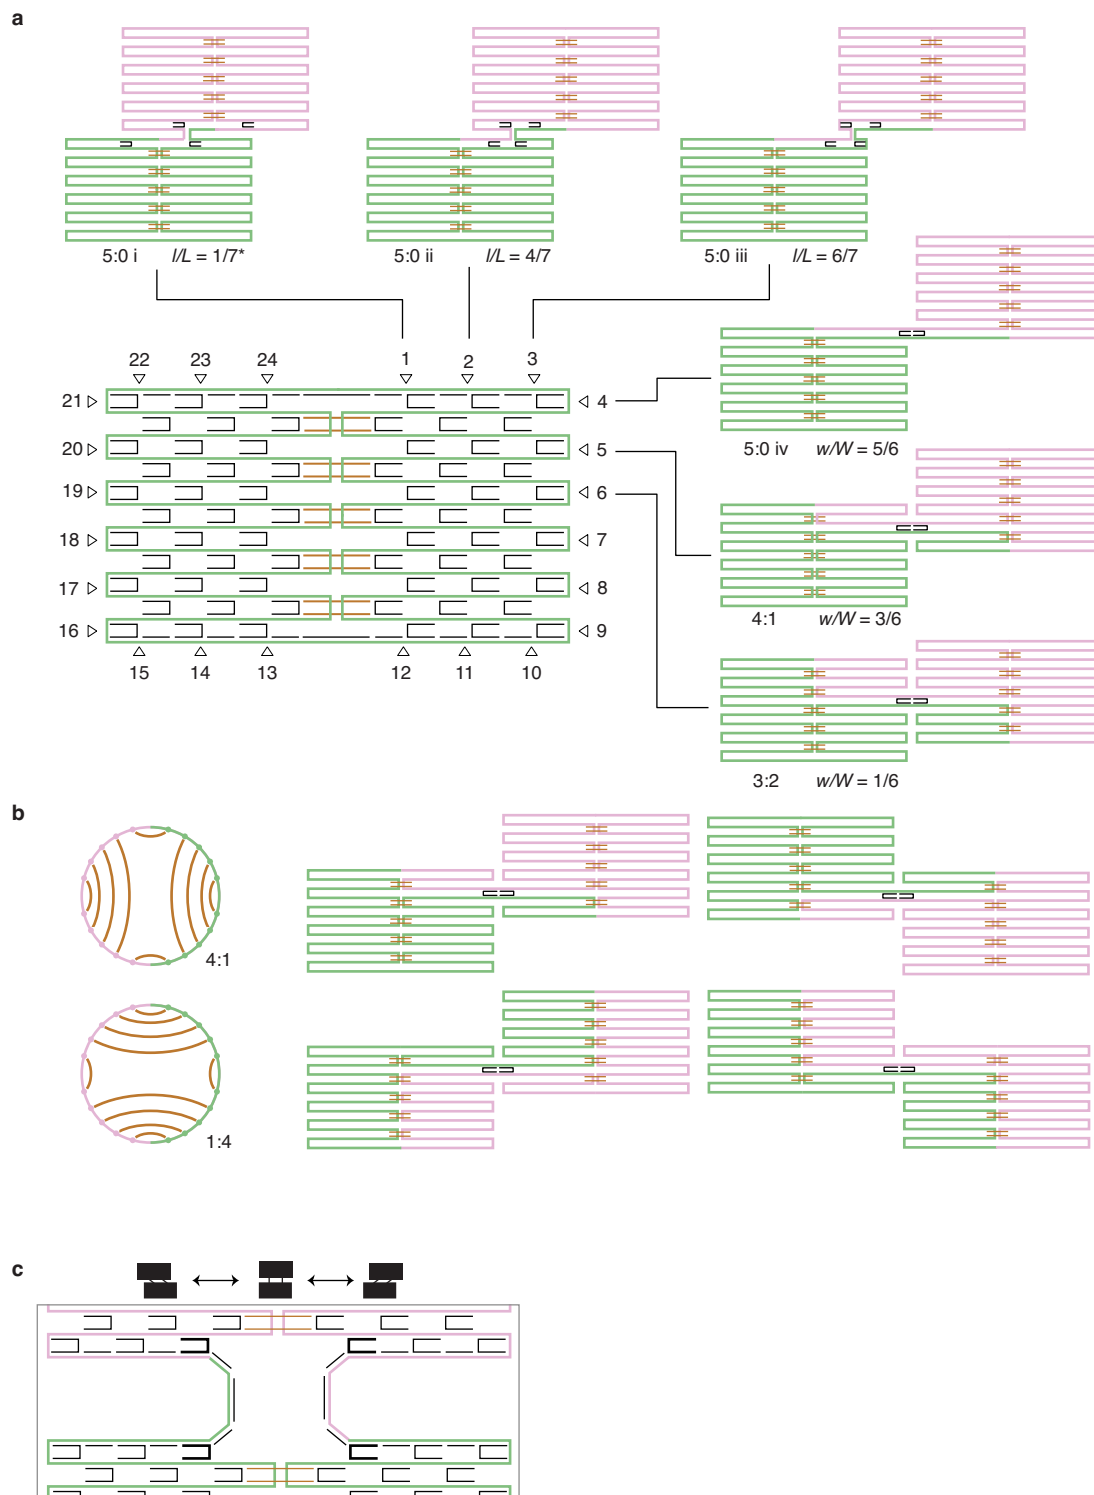 a
5:0 i l/L = 1/7*
5:0 ii l/L = 4/7
5:0 iii l/L = 6/7
22 23 24 1 2 3
21 4
20 5
19 6
18 7
17 8
16 9
15 14 13 12 11 10
5:0 iv w/W = 5/6
4:1 w/W = 3/6
3:2 w/W = 1/6
b
4:1
1:4
c